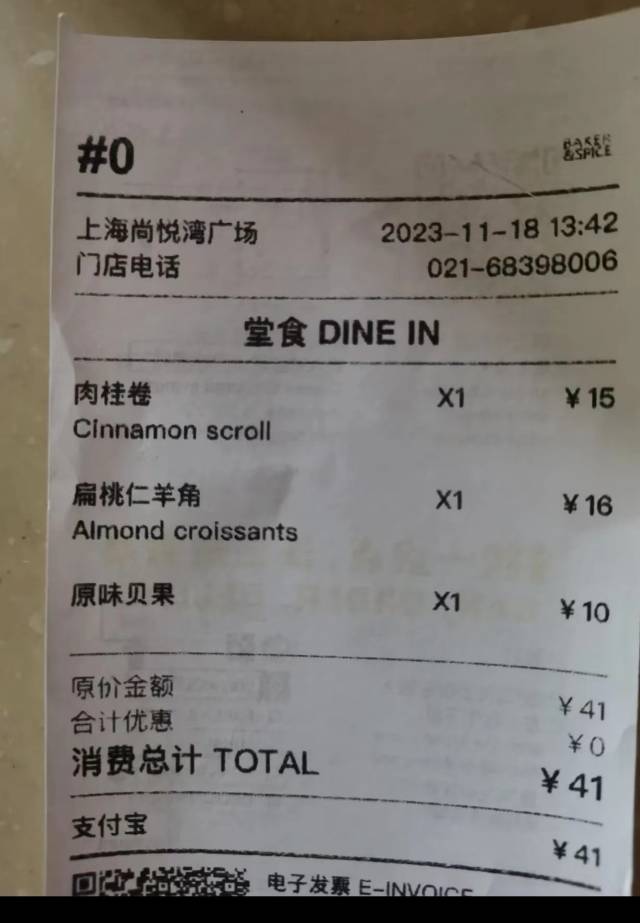 #0
BAKER
&SPICE
上海尚悦湾广场 2023-11-18 13:42
门店电话 021-68398006
堂食 DINE IN
肉桂卷 X1 ¥15
Cinnamon scroll
扁桃仁羊角 X1 ¥16
Almond croissants
原味贝果 X1 ¥10
原价金额 ¥41
合计优惠 ¥0
消费总计 TOTAL ¥41
支付宝 ¥41
电子发票 E-INVOICE